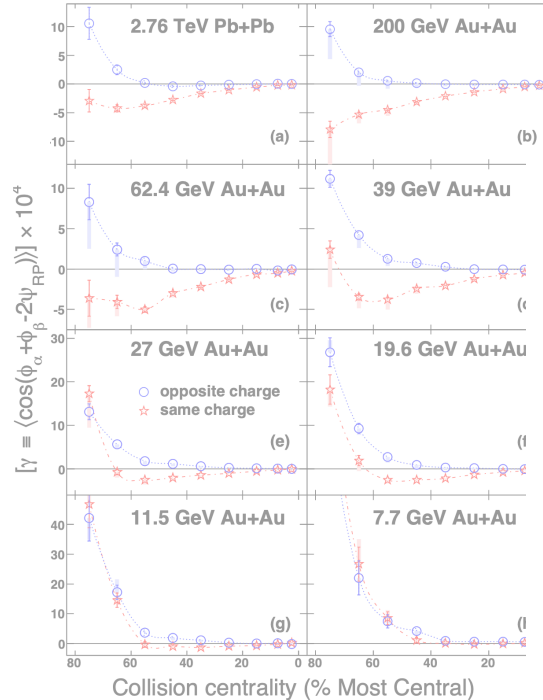 2.76 TeV Pb+Pb
200 GeV Au+Au
10
5
0
-5
-10
(a)
(b)
62.4 GeV Au+Au
39 GeV Au+Au
10
5
0
-5
(c)
(d
27 GeV Au+Au
19.6 GeV Au+Au
30
20
10
0
opposite charge
same charge
(e)
(f
11.5 GeV Au+Au
7.7 GeV Au+Au
40
30
20
10
0
(g)
80 60 40 20 0 80 60 40 20
Collision centrality (% Most Central)
[γ ≡ ⟨cos(ϕα+ϕβ-2ψRP)⟩] × 10⁴